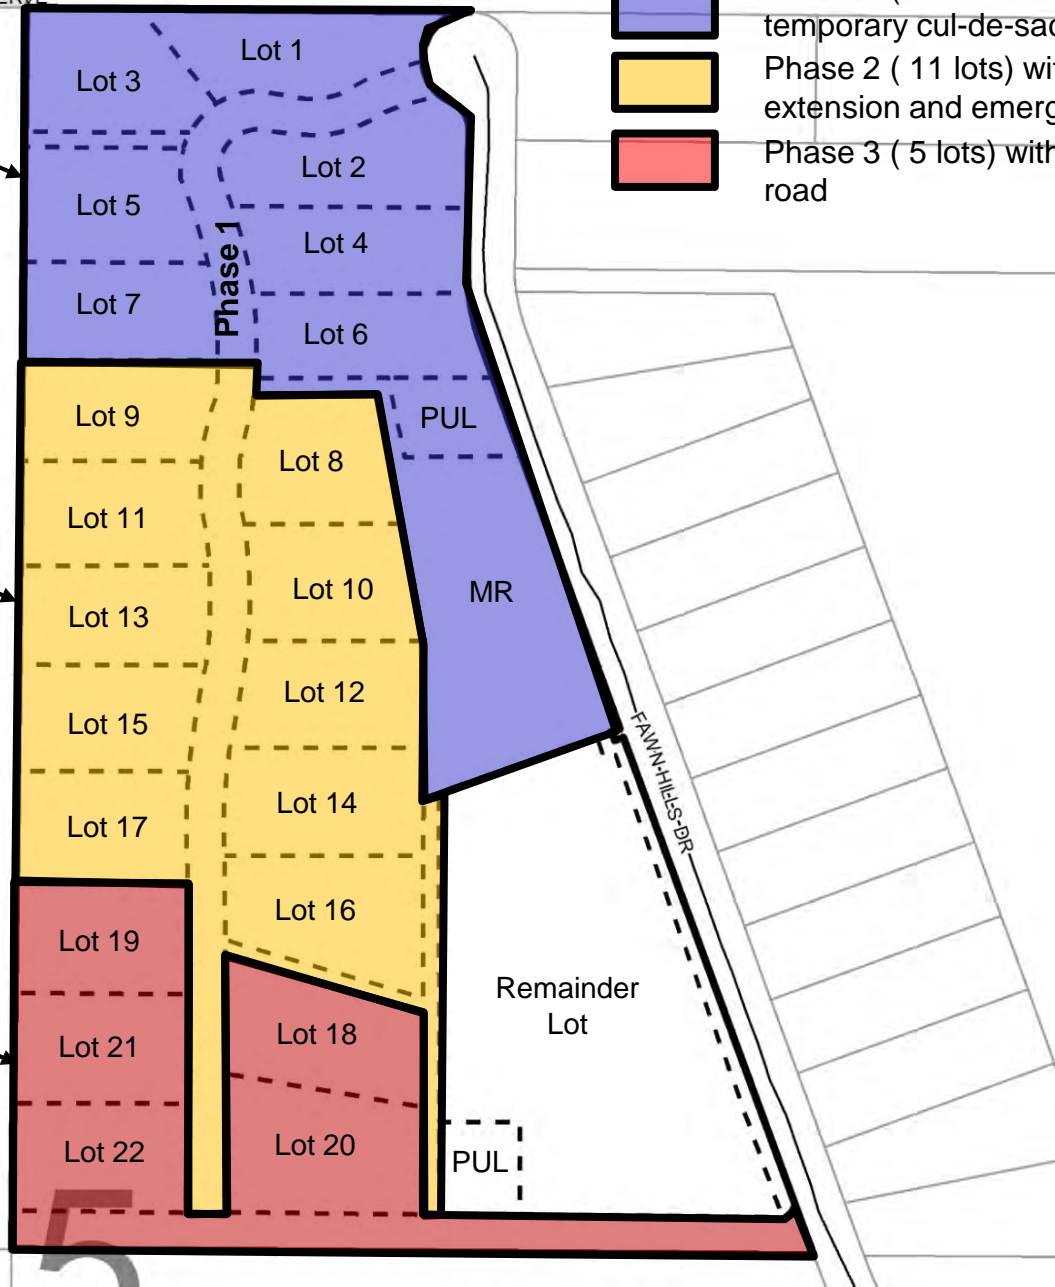 temporary cul-de-sac
Phase 2 ( 11 lots) wi
extension and emerg
Phase 3 ( 5 lots) with
road
Lot 1
Lot 3
Lot 2
Lot 5
Lot 4
Phase 1
Lot 7
Lot 6
Lot 9
PUL
Lot 8
Lot 11
Lot 10
MR
Lot 13
Lot 12
Lot 15
FAWN-HILLS-DR
Lot 14
Lot 17
Lot 16
Lot 19
Remainder
Lot
Lot 18
Lot 21
Lot 20
Lot 22
PUL
5